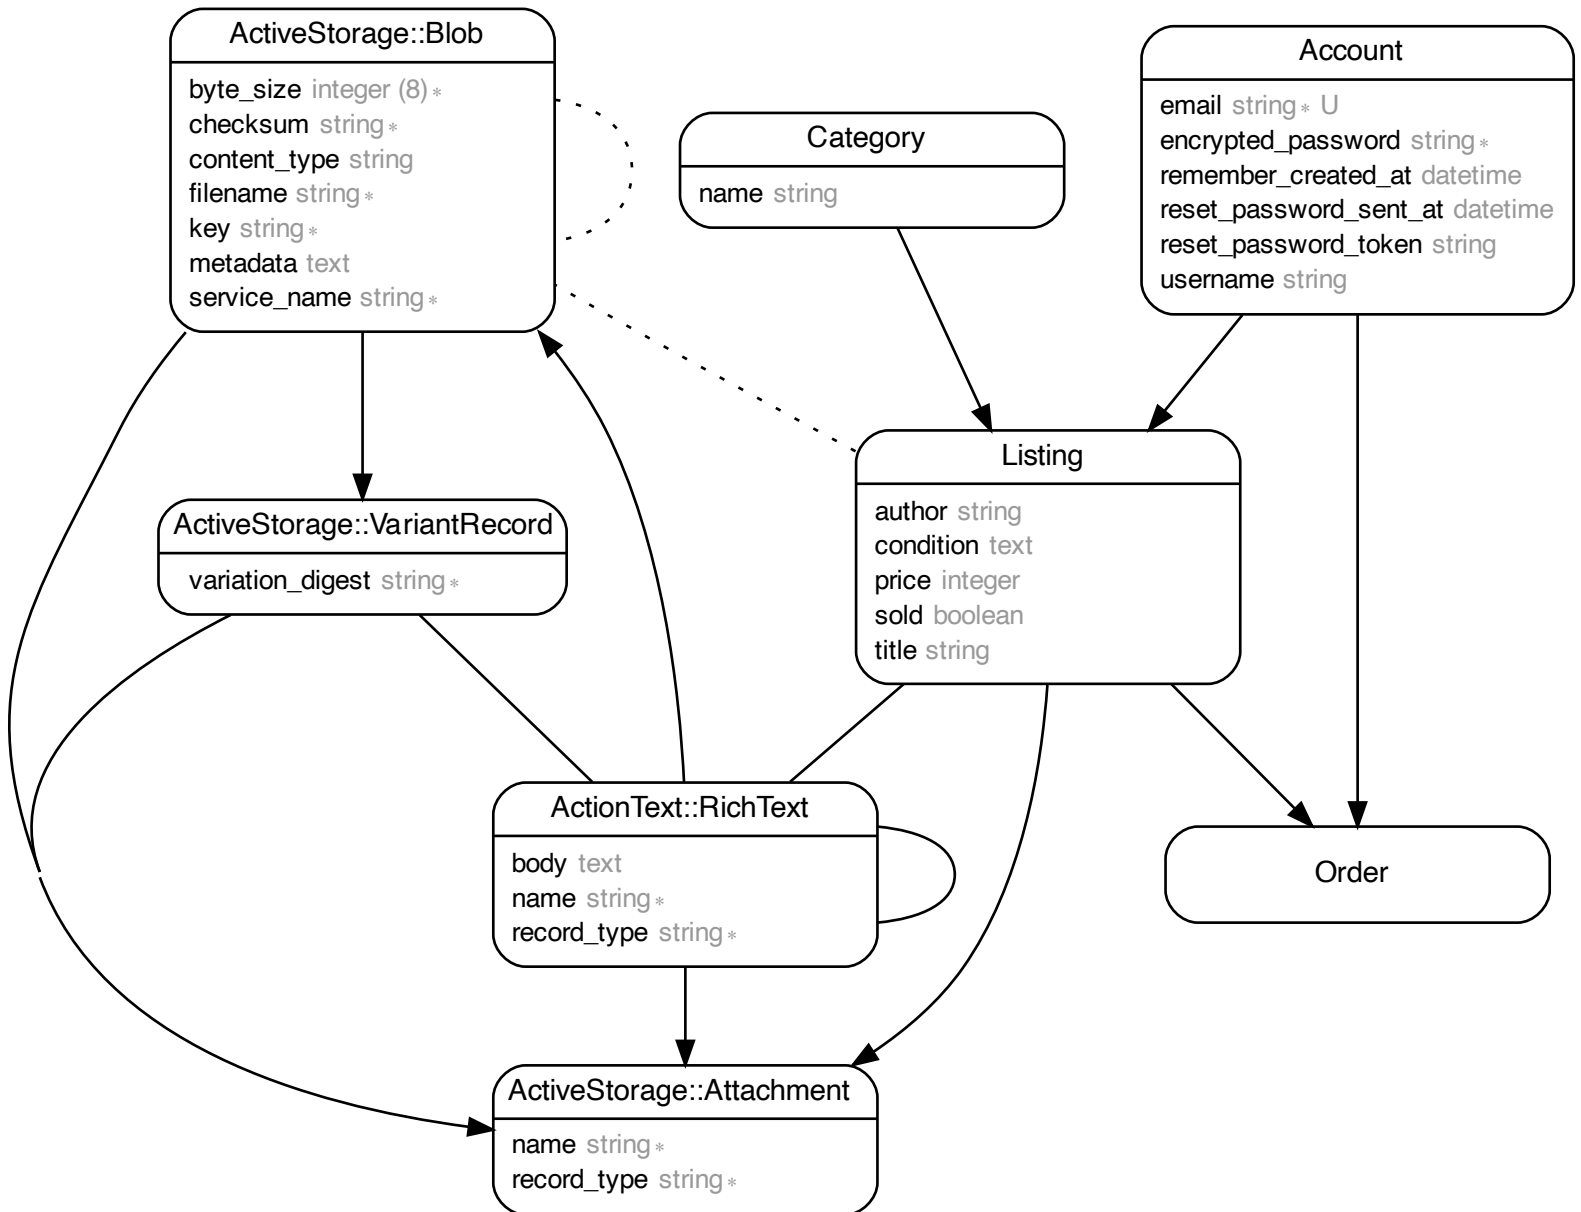 ActiveStorage::Blob
byte_size integer (8) *
checksum string *
content_type string
filename string *
key string *
metadata text
service_name string *
Category
name string
Account
email string * U
encrypted_password string *
remember_created_at datetime
reset_password_sent_at datetime
reset_password_token string
username string
ActiveStorage::VariantRecord
variation_digest string *
Listing
author string
condition text
price integer
sold boolean
title string
ActionText::RichText
body text
name string *
record_type string *
Order
ActiveStorage::Attachment
name string *
record_type string *